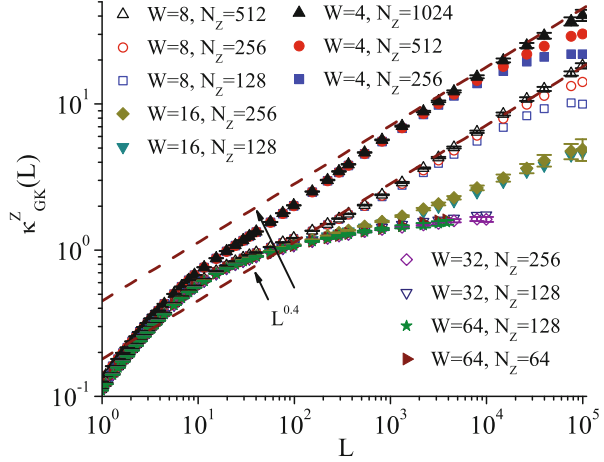 W=8, N_Z=512
W=8, N_Z=256
W=8, N_Z=128
W=16, N_Z=256
W=16, N_Z=128
W=4, N_Z=1024
W=4, N_Z=512
W=4, N_Z=256
κ^Z_GK(L)
10^1
10^0
10^-1
L^0.4
W=32, N_Z=256
W=32, N_Z=128
W=64, N_Z=128
W=64, N_Z=64
10^0 10^1 10^2 10^3 10^4 10^5
L